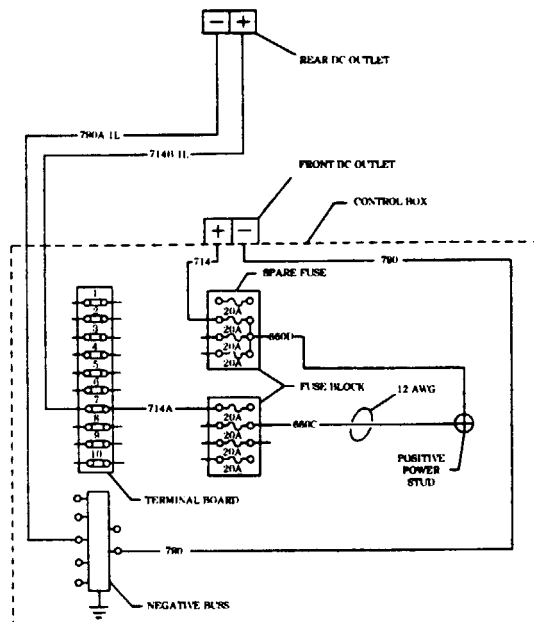 − +
REAR DC OUTLET
780A 1L
714B 1L
FRONT DC OUTLET
CONTROL BOX
+ −
714
780
SPARE FUSE
1
2
3
4
5
6
7
8
9
10
20A
20A
20A
20A
660D
FUSE BLOCK
12 AWG
714A
20A
20A
20A
20A
660C
POSITIVE
POWER
STUD
TERMINAL BOARD
780
NEGATIVE BUSS